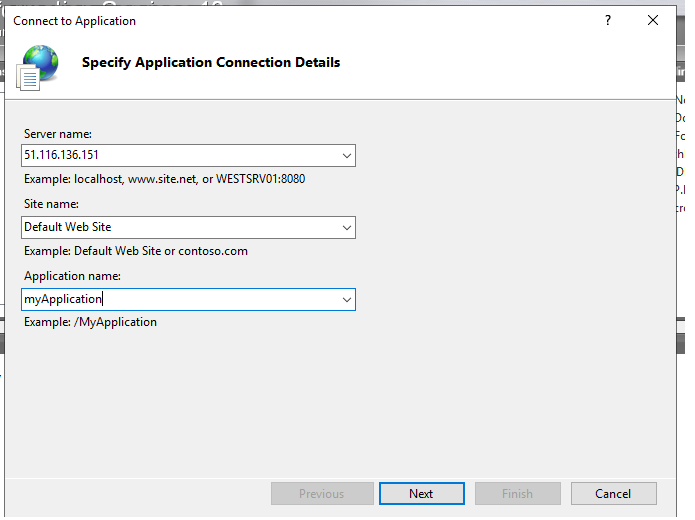 Connect to Application
?
Specify Application Connection Details
Server name:
51.116.136.151
Example: localhost, www.site.net, or WESTSRV01:8080
Site name:
Default Web Site
Example: Default Web Site or contoso.com
Application name:
myApplication
Example: /MyApplication
Previous
Next
Finish
Cancel